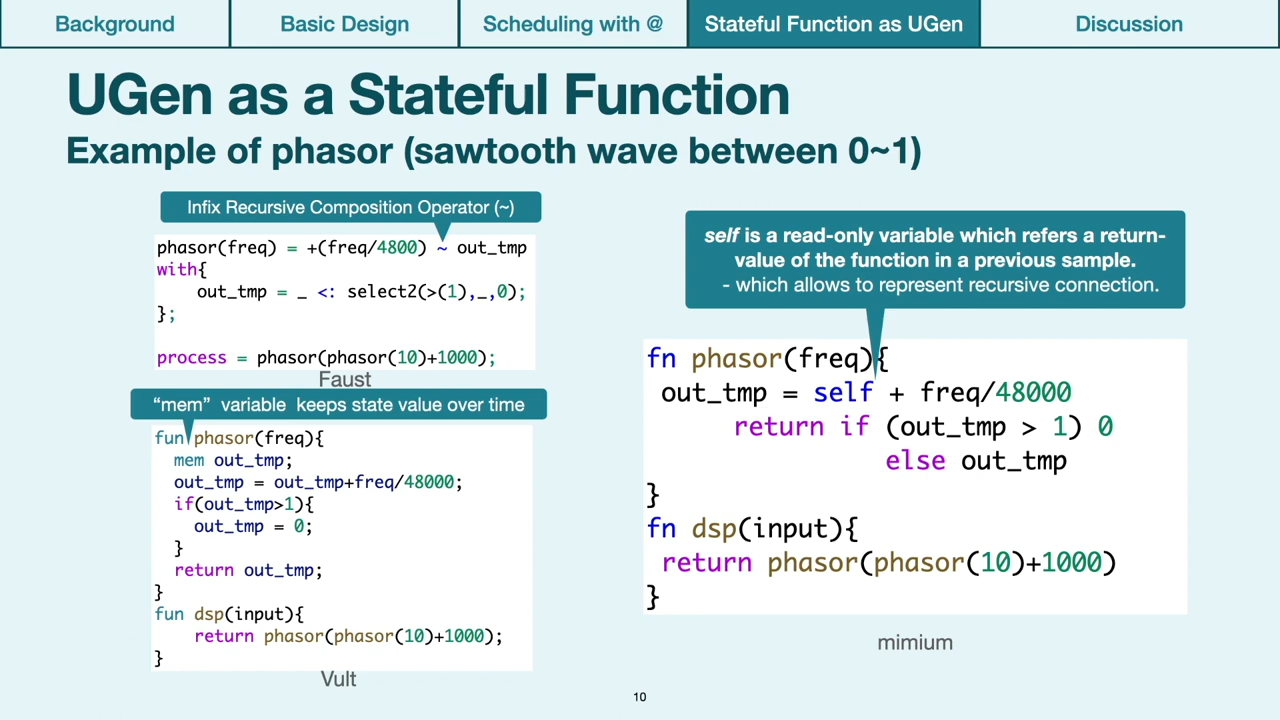 Background
Basic Design
Scheduling with @
Stateful Function as UGen
Discussion
UGen as a Stateful Function
Example of phasor (sawtooth wave between 0~1)
Infix Recursive Composition Operator (~)
phasor(freq) = +(freq/4800) ~ out_tmp
with{
    out_tmp = _ <: select2(>(1),_,0);
};
process = phasor(phasor(10)+1000);
Faust
“mem” variable keeps state value over time
fun phasor(freq){
  mem out_tmp;
  out_tmp = out_tmp+freq/48000;
  if(out_tmp>1){
    out_tmp = 0;
  }
  return out_tmp;
}
fun dsp(input){
    return phasor(phasor(10)+1000);
}
Vult
self is a read-only variable which refers a return-
value of the function in a previous sample.
- which allows to represent recursive connection.
fn phasor(freq){
 out_tmp = self + freq/48000
     return if (out_tmp > 1) 0
                else out_tmp
}
fn dsp(input){
 return phasor(phasor(10)+1000)
}
mimium
10